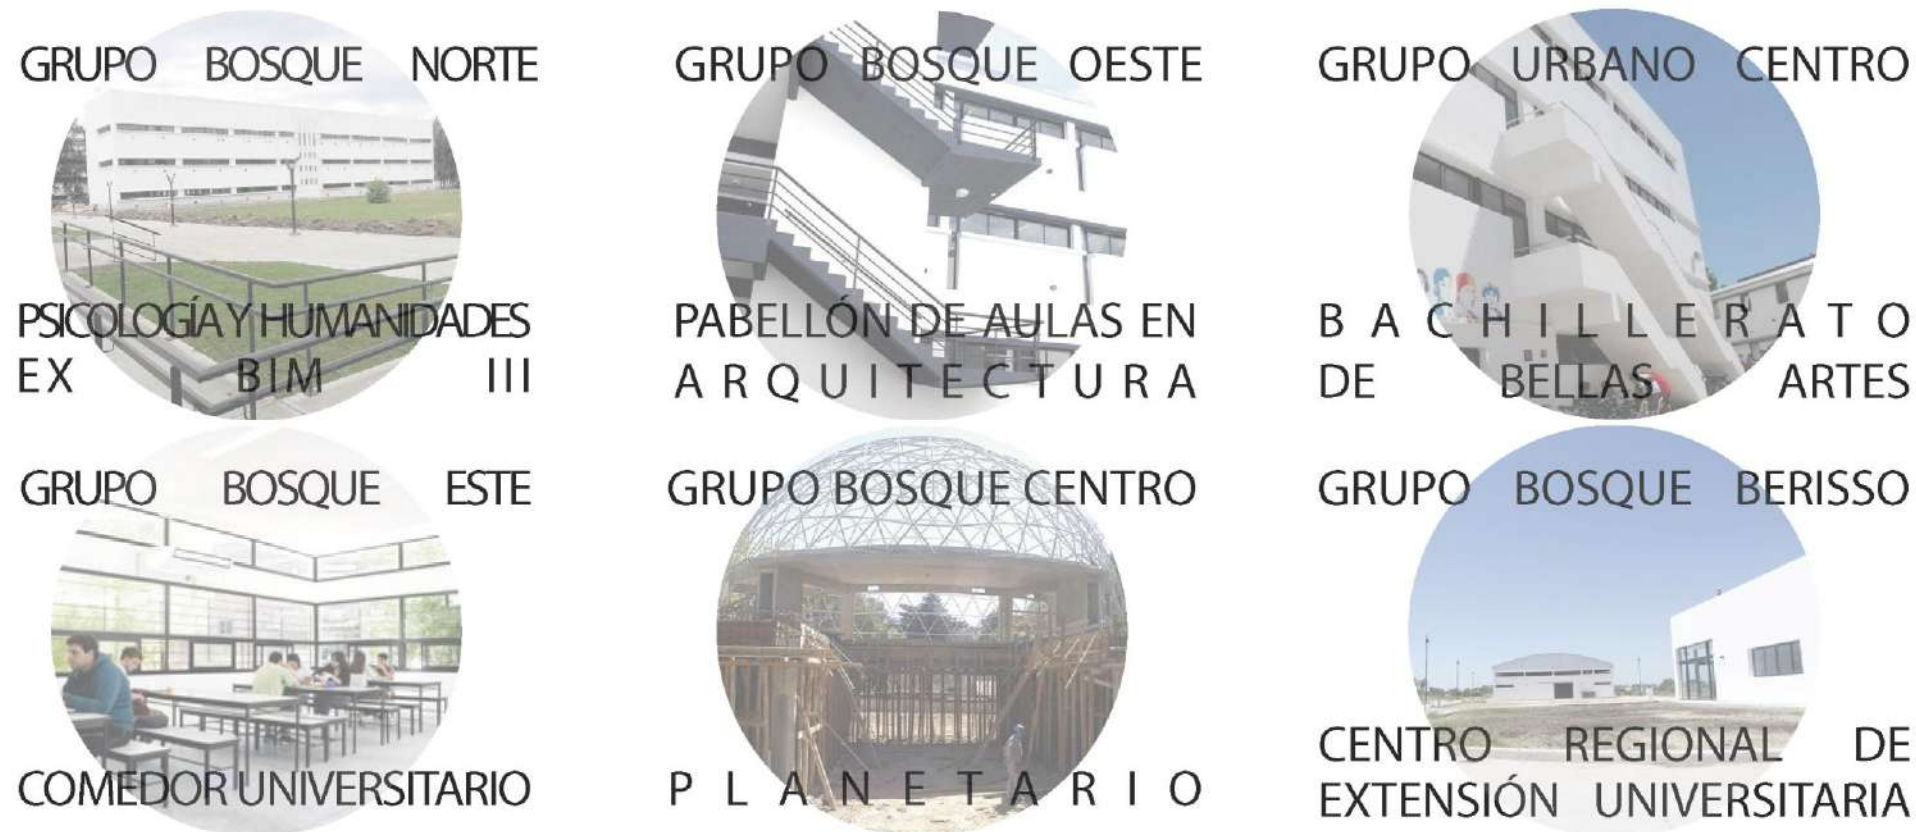 GRUPO BOSQUE NORTE
PSICOLOGÍA Y HUMANIDADES
EX BIM III
GRUPO BOSQUE OESTE
PABELLÓN DE AULAS EN
ARQUITECTURA
GRUPO URBANO CENTRO
BACHILLERATO
DE BELLAS ARTES
GRUPO BOSQUE ESTE
COMEDOR UNIVERSITARIO
GRUPO BOSQUE CENTRO
PLANETARIO
GRUPO BOSQUE BERISSO
CENTRO REGIONAL DE
EXTENSIÓN UNIVERSITARIA